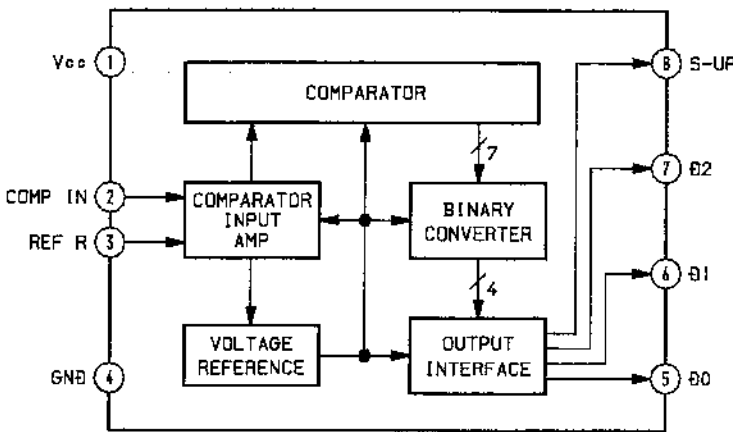 Vcc
1
8
S-UP
COMPARATOR
7
7
D2
COMP IN
2
REF R
3
COMPARATOR
INPUT
AMP
BINARY
CONVERTER
4
6
D1
VOLTAGE
REFERENCE
OUTPUT
INTERFACE
GND
4
5
D0